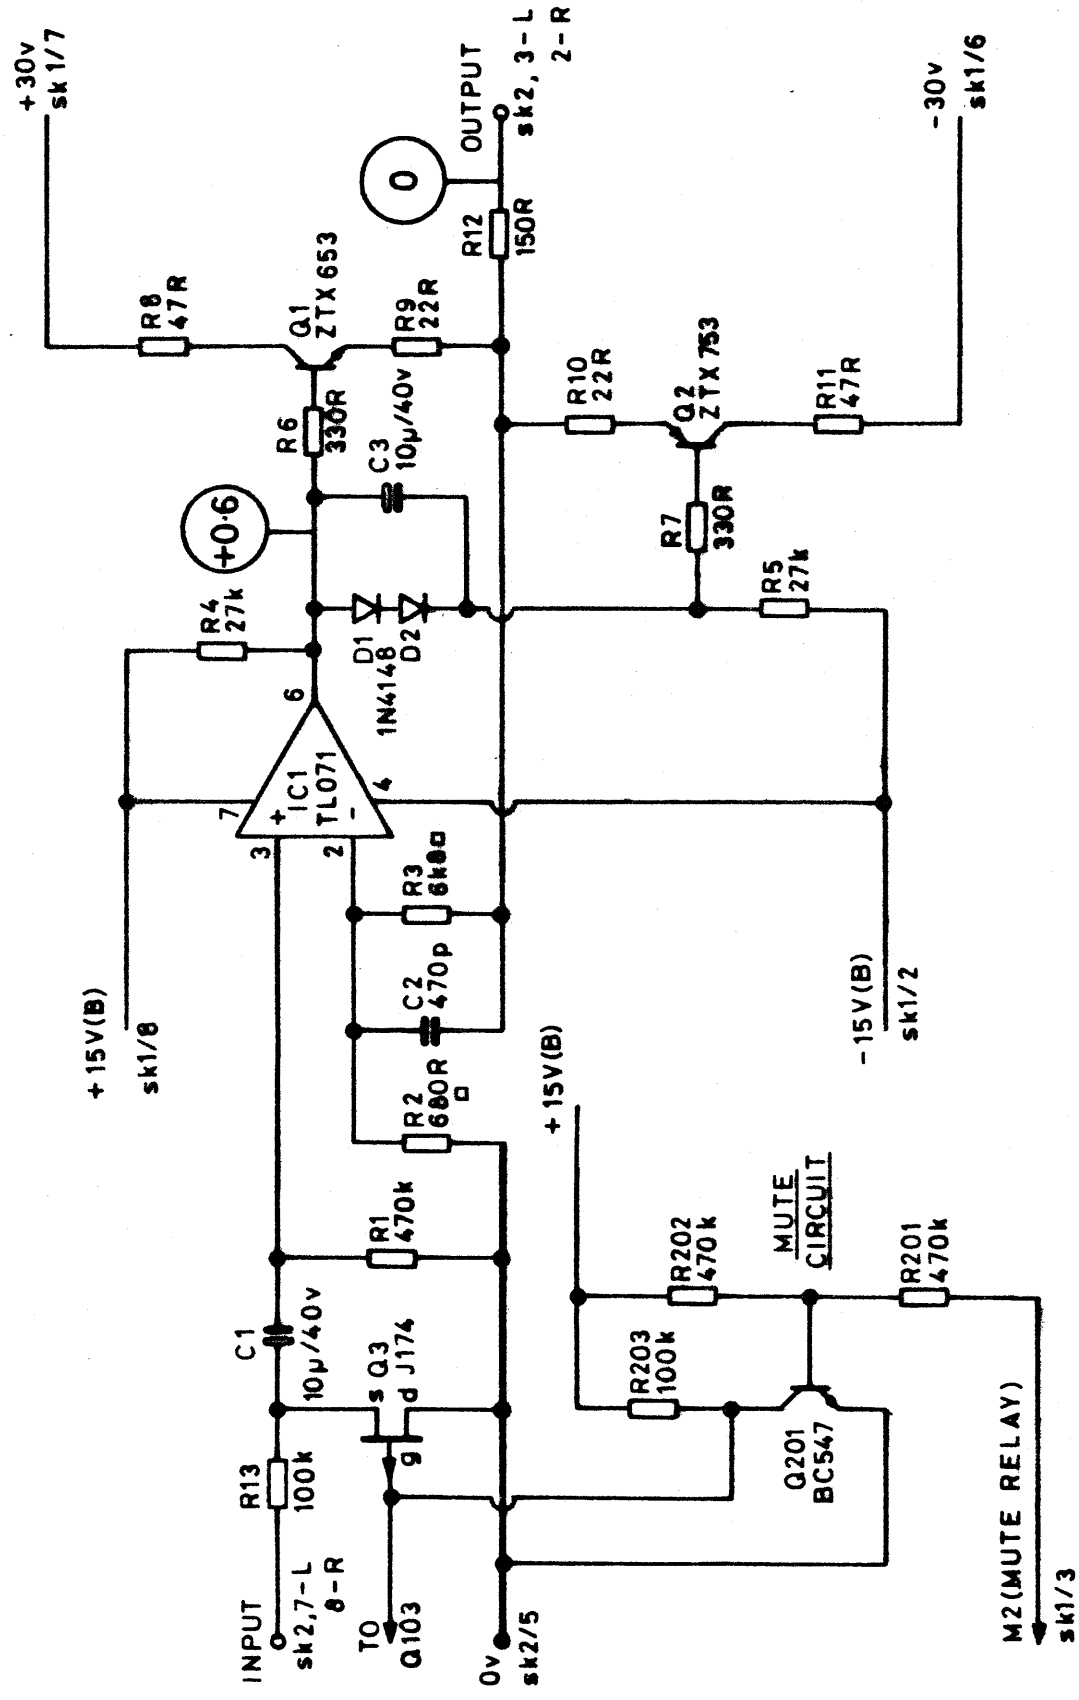 +30v
sk1/7
R8
47R
Q1
ZTX653
R9
22R
R6
330R
C3
10µ/40v
+0·6
R4
27k
D1
1N4148
D2
6
7
+
IC1
TL071
-
4
3
2
+15V(B)
sk1/8
OUTPUT
sk2, 3-L
2-R
0
R12
150R
R10
22R
Q2
ZTX753
R11
47R
-30v
sk1/6
R7
330R
R5
27k
-15V(B)
sk1/2
R3
6k8□
C2
470p
R2
680R
□
R1
470k
C1
10µ/40v
s Q3
d J174
g
R13
100k
INPUT
sk2,7-L
8-R
TO
Q103
0v
sk2/5
+15V(B)
R202
470k
MUTE
CIRCUIT
R201
470k
R203
100k
Q201
BC547
M2(MUTE RELAY)
sk1/3